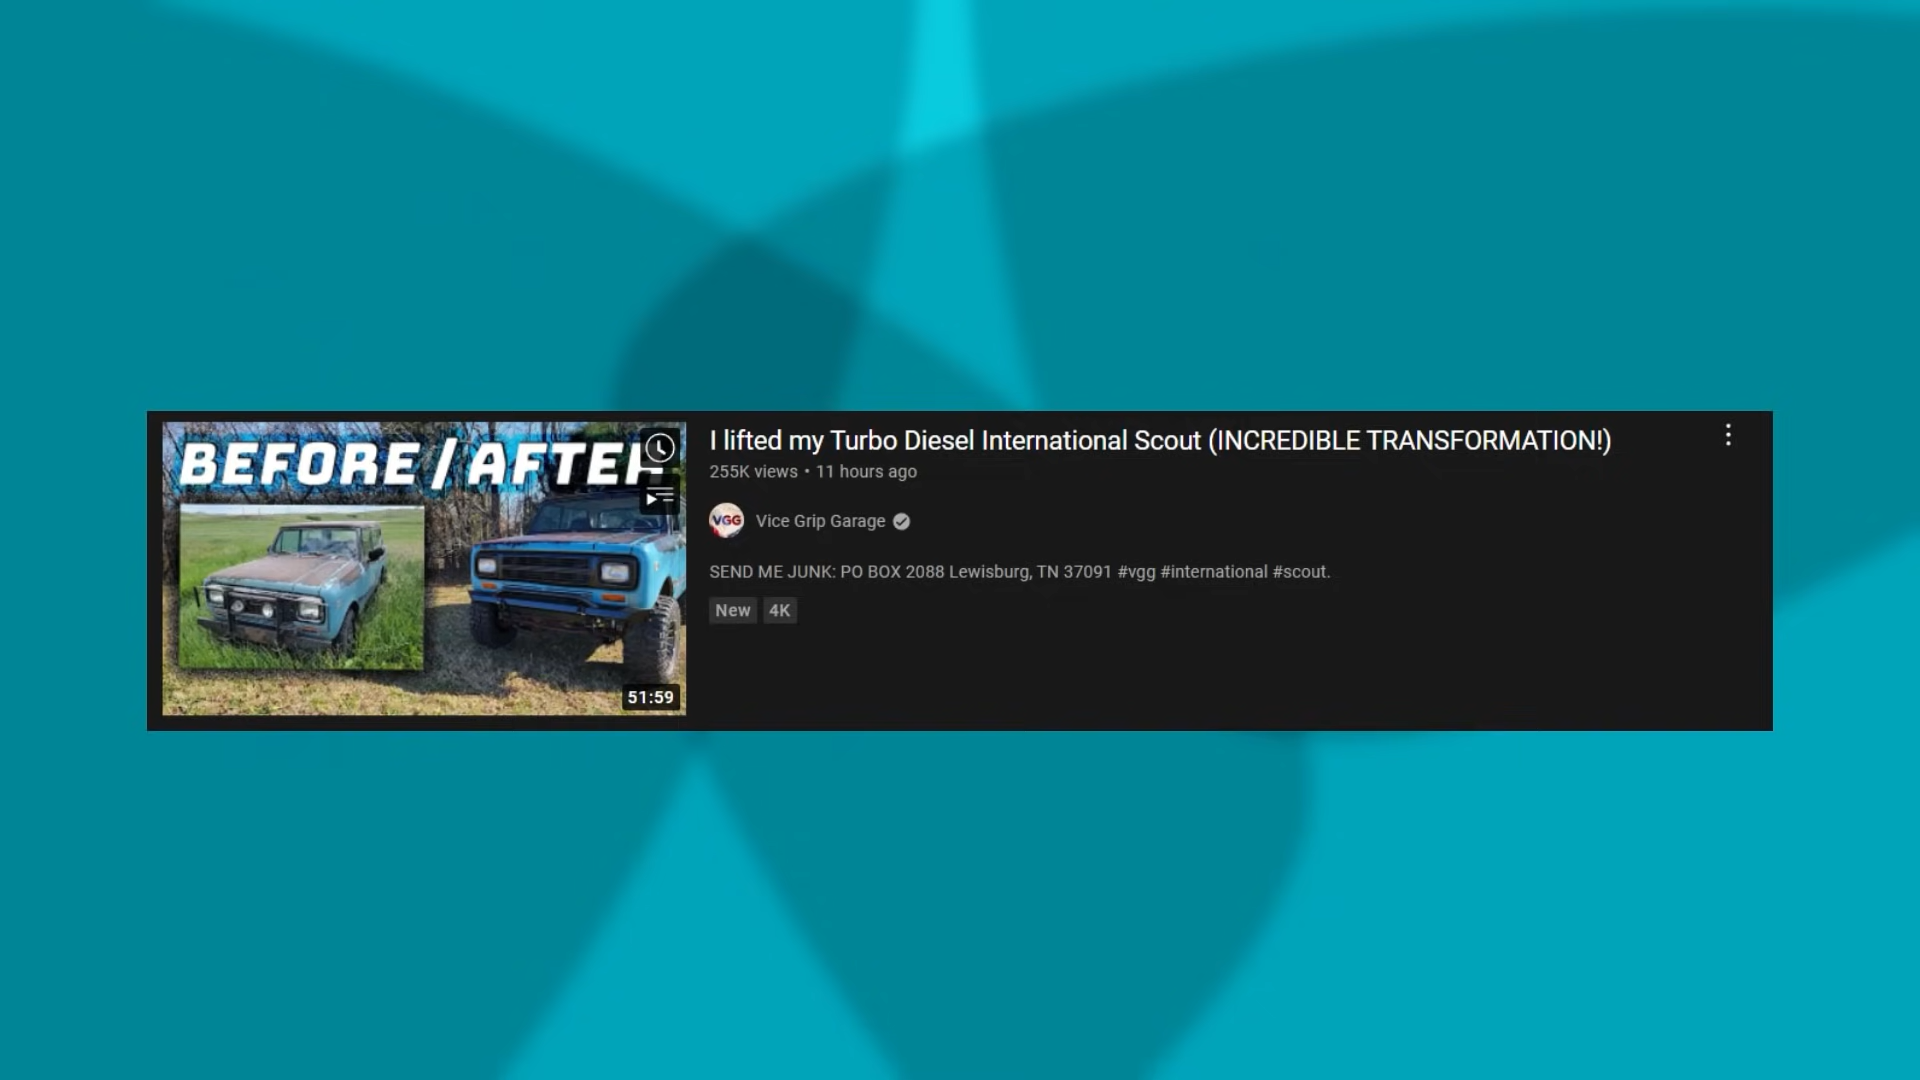 BEFORE / AFTER
51:59
I lifted my Turbo Diesel International Scout (INCREDIBLE TRANSFORMATION!)
255K views • 11 hours ago
VGG
Vice Grip Garage
SEND ME JUNK: PO BOX 2088 Lewisburg, TN 37091 #vgg #international #scout.
New
4K